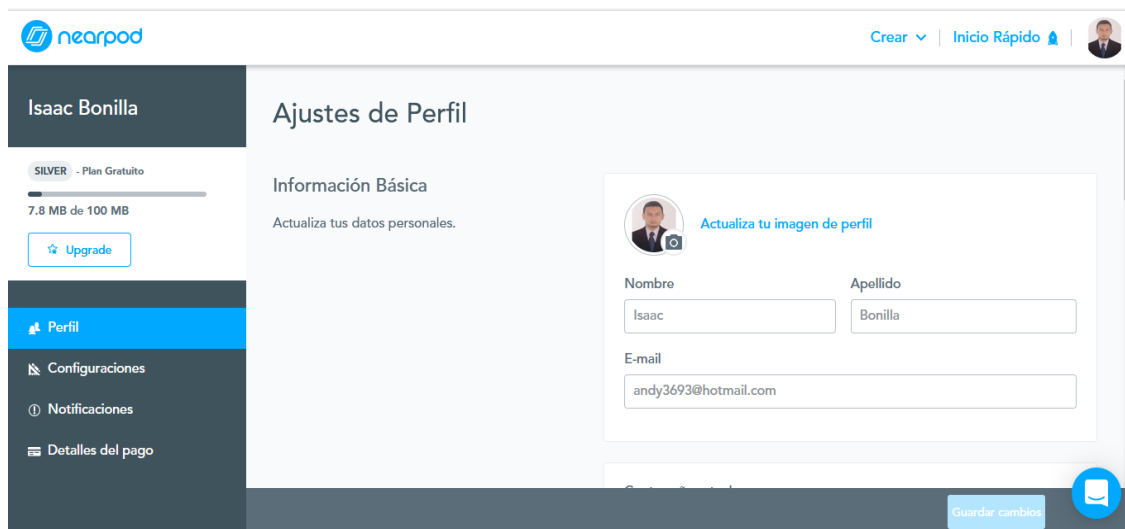 nearpod
Crear
Inicio Rápido
Isaac Bonilla
SILVER - Plan Gratuito
7.8 MB de 100 MB
Upgrade
Perfil
Configuraciones
Notificaciones
Detalles del pago
Ajustes de Perfil
Información Básica
Actualiza tus datos personales.
Actualiza tu imagen de perfil
Nombre
Apellido
Isaac
Bonilla
E-mail
andy3693@hotmail.com
Guardar cambios